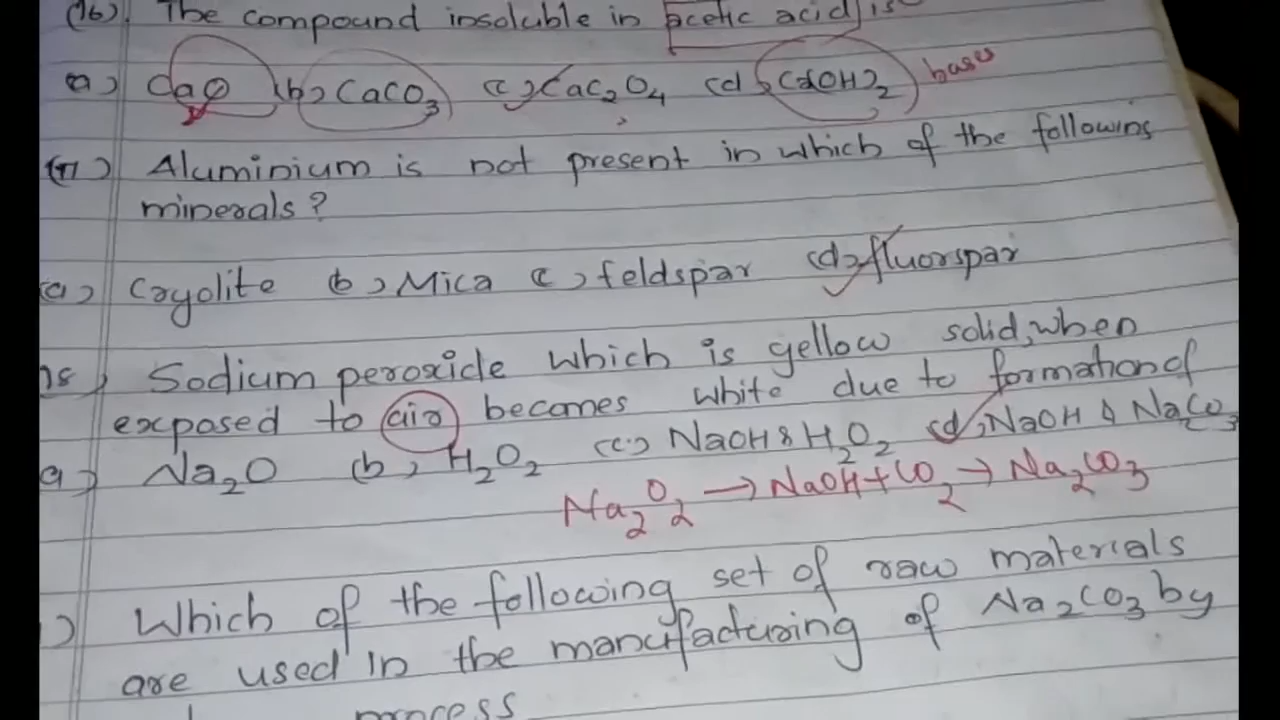 (16) The compound insoluble in acetic acid is
a) CaO (b) CaCO3 (c) CaC2O4 (d) Ca(OH)2 base
(17) Aluminium is not present in which of the following
minerals?
(a) Cryolite (b) Mica (c) feldspar (d) fluorspar
18) Sodium peroxide which is yellow solid, when
exposed to air becomes white due to formation of
a) Na2O (b) H2O2 (c) NaOH & H2O2 (d) NaOH & Na2CO3
Na2O2 → NaOH + CO2 → Na2CO3
) Which of the following set of raw materials
are used in the manufacturing of Na2CO3 by
process